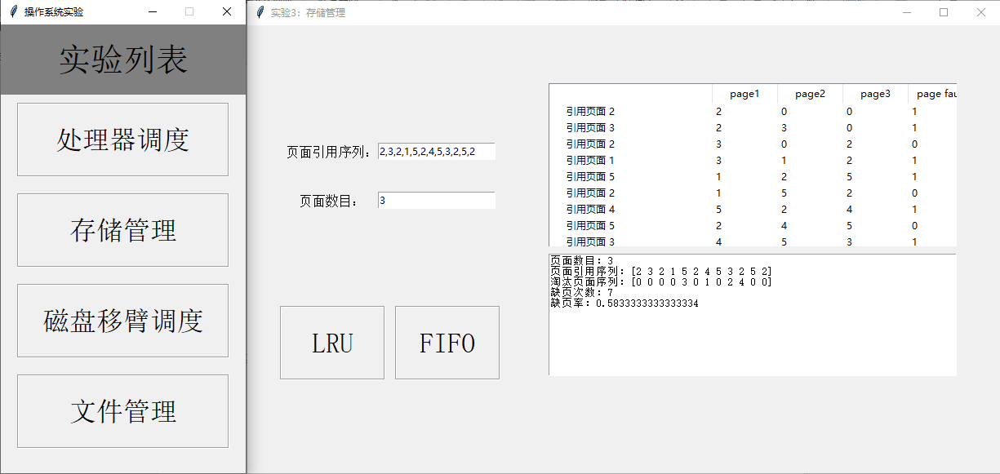 操作系统实验
实验列表
处理器调度
存储管理
磁盘移臂调度
文件管理
实验3：存储管理
页面引用序列： 2,3,2,1,5,2,4,5,3,2,5,2
页面数目： 3
LRU FIFO
page1 page2 page3 page fau
引用页面 2 2 0 0 1
引用页面 3 2 3 0 1
引用页面 2 3 0 2 0
引用页面 1 3 1 2 1
引用页面 5 1 2 5 1
引用页面 2 1 5 2 0
引用页面 4 5 2 4 1
引用页面 5 2 4 5 0
引用页面 3 4 5 3 1
页面数目：3
页面引用序列：[2 3 2 1 5 2 4 5 3 2 5 2]
淘汰页面序列：[0 0 0 0 3 0 1 0 2 4 0 0]
缺页次数：7
缺页率：0.5833333333333334